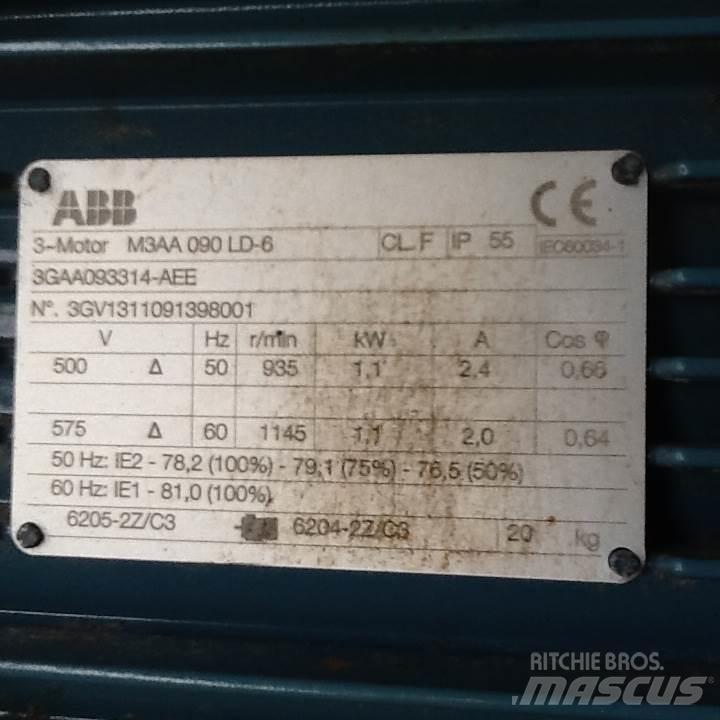 ABB CE
3~Motor M3AA 090 LD-6 CL.F IP 55 IEC60034-1
3GAA093314-AEE
Nº. 3GV1311091398001
V Hz r/min kW A Cos φ
500 Δ 50 935 1,1 2,4 0,66
575 Δ 60 1145 1,1 2,0 0,64
50 Hz: IE2 - 78,2 (100%) - 79,1 (75%) - 76,5 (50%)
60 Hz: IE1 - 81,0 (100%)
6205-2Z/C3 6204-2Z/C3 20 kg
RITCHIE BROS.
MASCUS